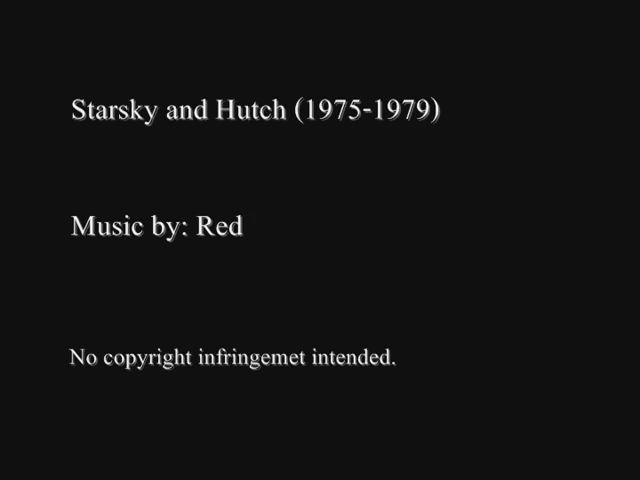 Starsky and Hutch (1975-1979)
Music by: Red
No copyright infringemet intended.